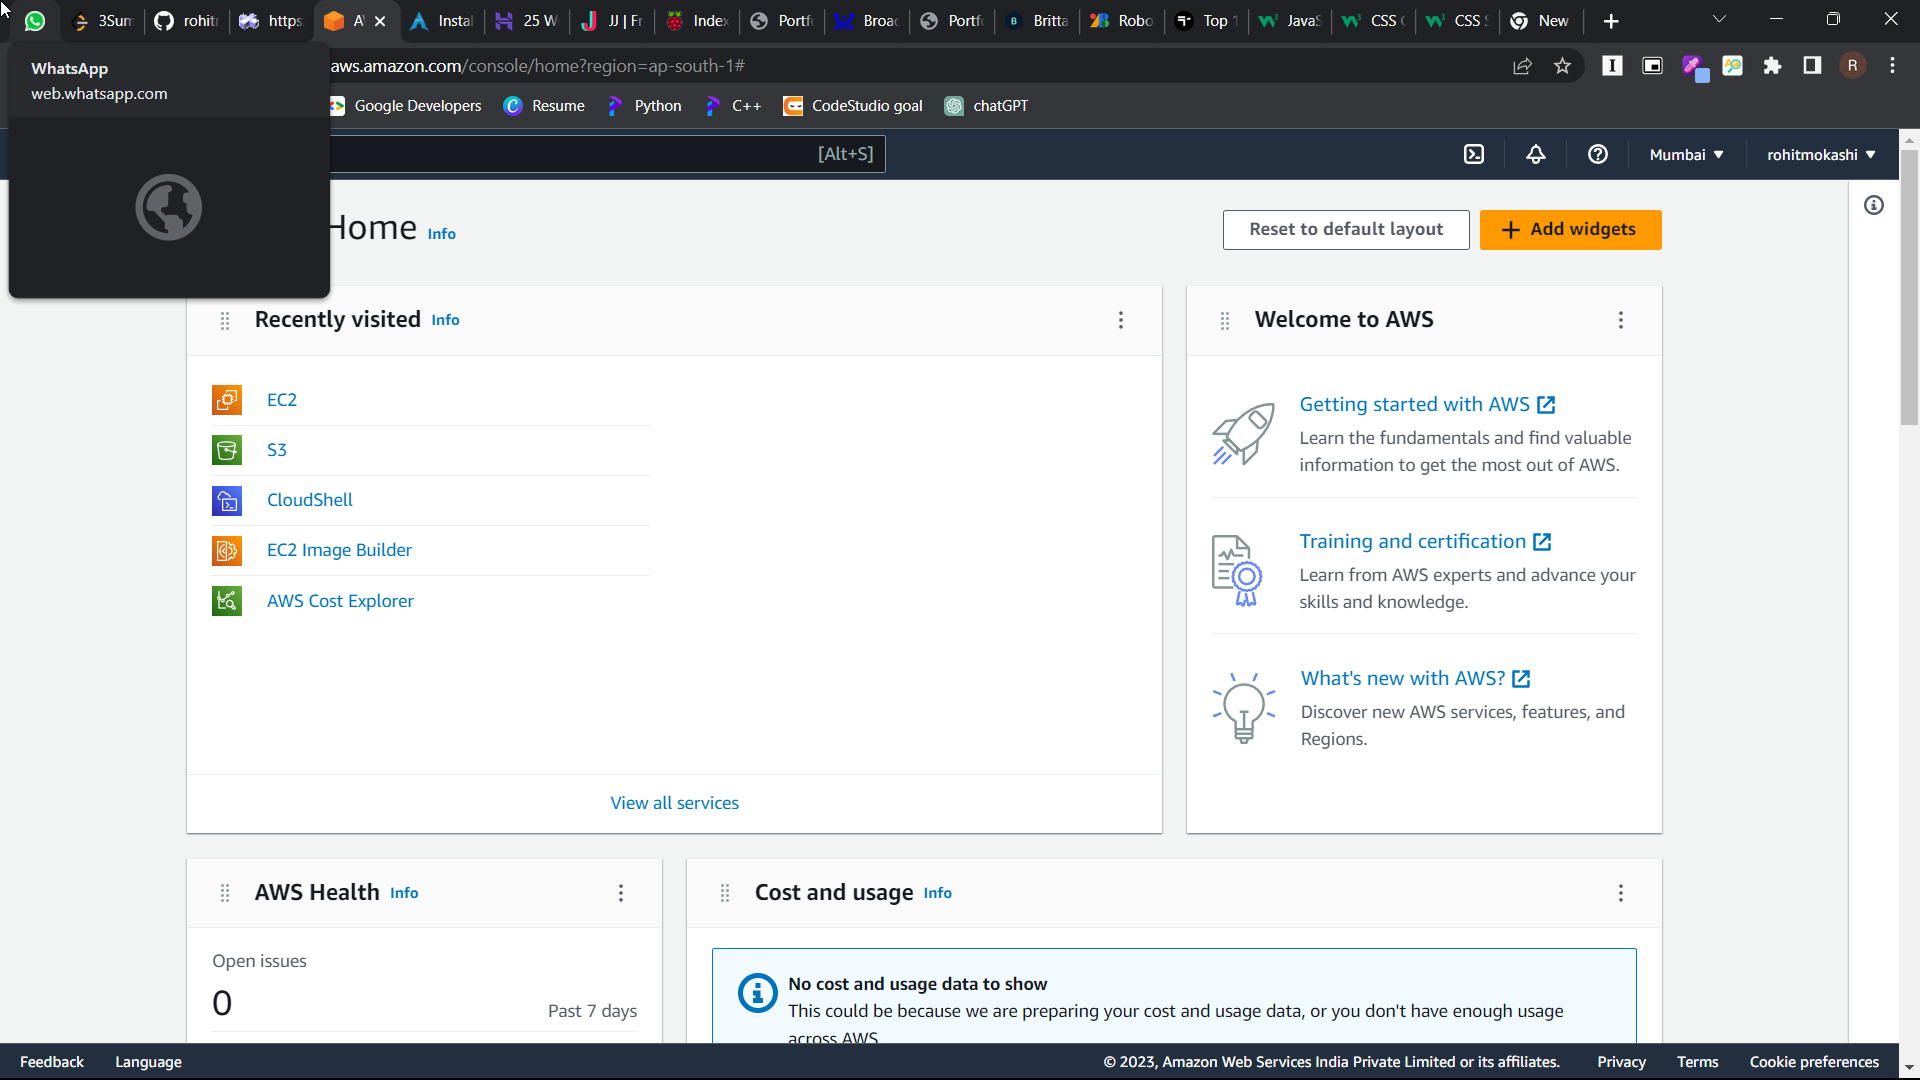 3Sum rohitr https: A Instal 25 W JJ | Fr Index Portfo Broad Portfo Britta Robo Top 1 JavaS CSS CSS S New
WhatsApp
web.whatsapp.com
aws.amazon.com/console/home?region=ap-south-1#
R
Google Developers Resume Python C++ CodeStudio goal chatGPT
[Alt+S] Mumbai rohitmokashi
Home Info Reset to default layout + Add widgets
Recently visited Info
EC2
S3
CloudShell
EC2 Image Builder
AWS Cost Explorer
View all services
Welcome to AWS
Getting started with AWS
Learn the fundamentals and find valuable
information to get the most out of AWS.
Training and certification
Learn from AWS experts and advance your
skills and knowledge.
What's new with AWS?
Discover new AWS services, features, and
Regions.
AWS Health Info
Open issues
0 Past 7 days
Cost and usage Info
No cost and usage data to show
This could be because we are preparing your cost and usage data, or you don't have enough usage
across AWS
Feedback Language © 2023, Amazon Web Services India Private Limited or its affiliates. Privacy Terms Cookie preferences